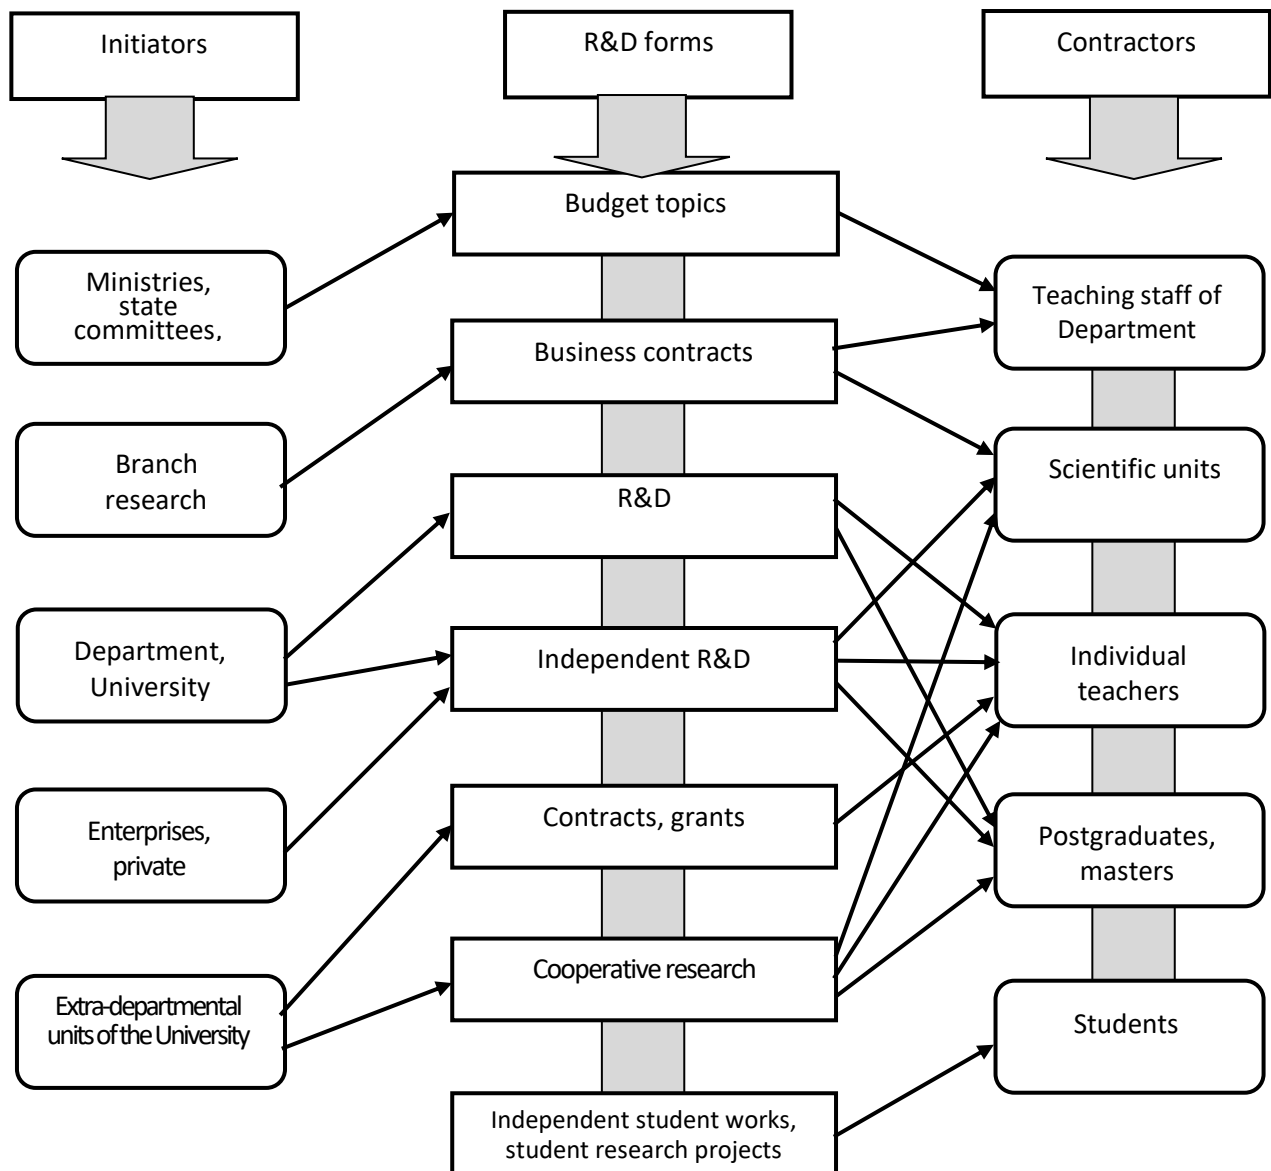 Initiators
R&D forms
Contractors
Budget topics
Ministries,
state
committees,
Teaching staff of
Department
Business contracts
Branch
research
Scientific units
R&D
Department,
University
Independent R&D
Individual
teachers
Enterprises,
private
Contracts, grants
Postgraduates,
masters
Extra-departmental
units of the University
Cooperative research
Students
Independent student works,
student research projects